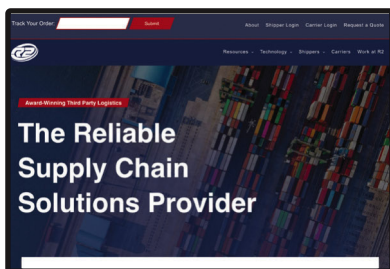 Track Your Order:
Submit
About Shipper Login Carrier Login Request a Quote
R2
Resources Technology Shippers Carriers Work at R2
Award-Winning Third Party Logistics
The Reliable
Supply Chain
Solutions Provider